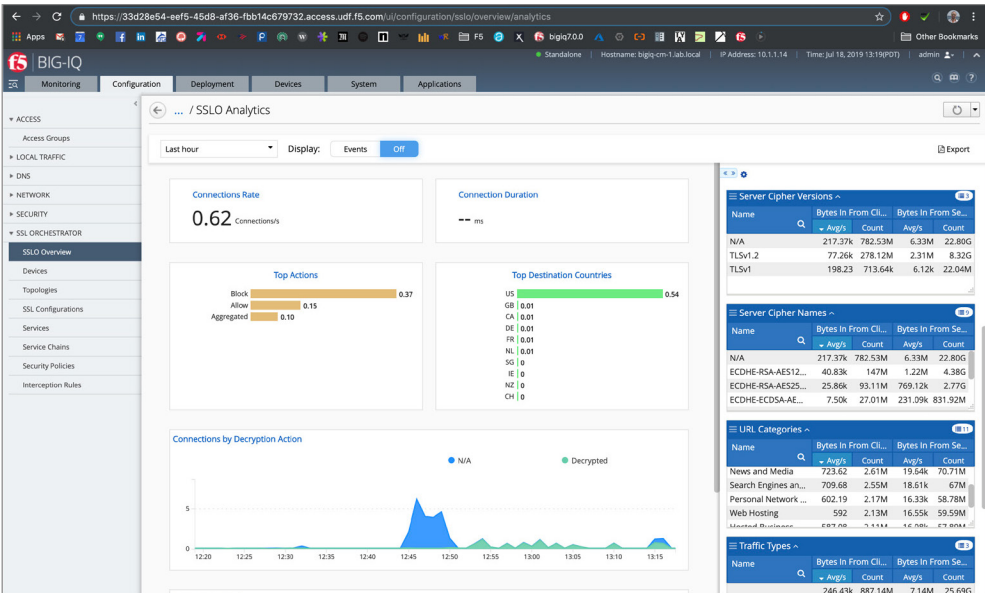 https://33d28e54-eef5-45d8-af36-fbb14c679732.access.udf.f5.com/ui/configuration/sslo/overview/analytics
Apps
F5
bigiq7.0.0
Other Bookmarks
f5 BIG-IQ
Standalone | Hostname: bigiq-cm-1.lab.local | IP Address: 10.1.1.14 | Time: Jul 18, 2019 13:19(PDT) | admin
Monitoring Configuration Deployment Devices System Applications
ACCESS
Access Groups
LOCAL TRAFFIC
DNS
NETWORK
SECURITY
SSL ORCHESTRATOR
SSLO Overview
Devices
Topologies
SSL Configurations
Services
Service Chains
Security Policies
Interception Rules
... / SSLO Analytics
Last hour Display: Events Off Export
Connections Rate
0.62 Connections/s
Connection Duration
-- ms
Top Actions
Block 0.37
Allow 0.15
Aggregated 0.10
Top Destination Countries
US 0.54
GB 0.01
CA 0.01
DE 0.01
FR 0.01
NL 0.01
SG 0
IE 0
NZ 0
CH 0
Connections by Decryption Action
N/A Decrypted
5
0
12:20 12:25 12:30 12:35 12:40 12:45 12:50 12:55 13:00 13:05 13:10 13:15
Server Cipher Versions 3
Name Bytes In From Cli... Bytes In From Se...
Avg/s Count Avg/s Count
N/A 217.37k 782.53M 6.33M 22.80G
TLSv1.2 77.26k 278.12M 2.31M 8.32G
TLSv1 198.23 713.64k 6.12k 22.04M
Server Cipher Names 9
Name Bytes In From Cli... Bytes In From Se...
Avg/s Count Avg/s Count
N/A 217.37k 782.53M 6.33M 22.80G
ECDHE-RSA-AES12... 40.83k 147M 1.22M 4.38G
ECDHE-RSA-AES25... 25.86k 93.11M 769.12k 2.77G
ECDHE-ECDSA-AE... 7.50k 27.01M 231.09k 831.92M
URL Categories 11
Name Bytes In From Cli... Bytes In From Se...
Avg/s Count Avg/s Count
News and Media 723.62 2.61M 19.64k 70.71M
Search Engines an... 709.68 2.55M 18.61k 67M
Personal Network ... 602.19 2.17M 16.33k 58.78M
Web Hosting 592 2.13M 16.55k 59.59M
Hosted Business
Traffic Types 3
Name Bytes In From Cli... Bytes In From Se...
Avg/s Count Avg/s Count
246.43k 887.14M 7.14M 25.69G